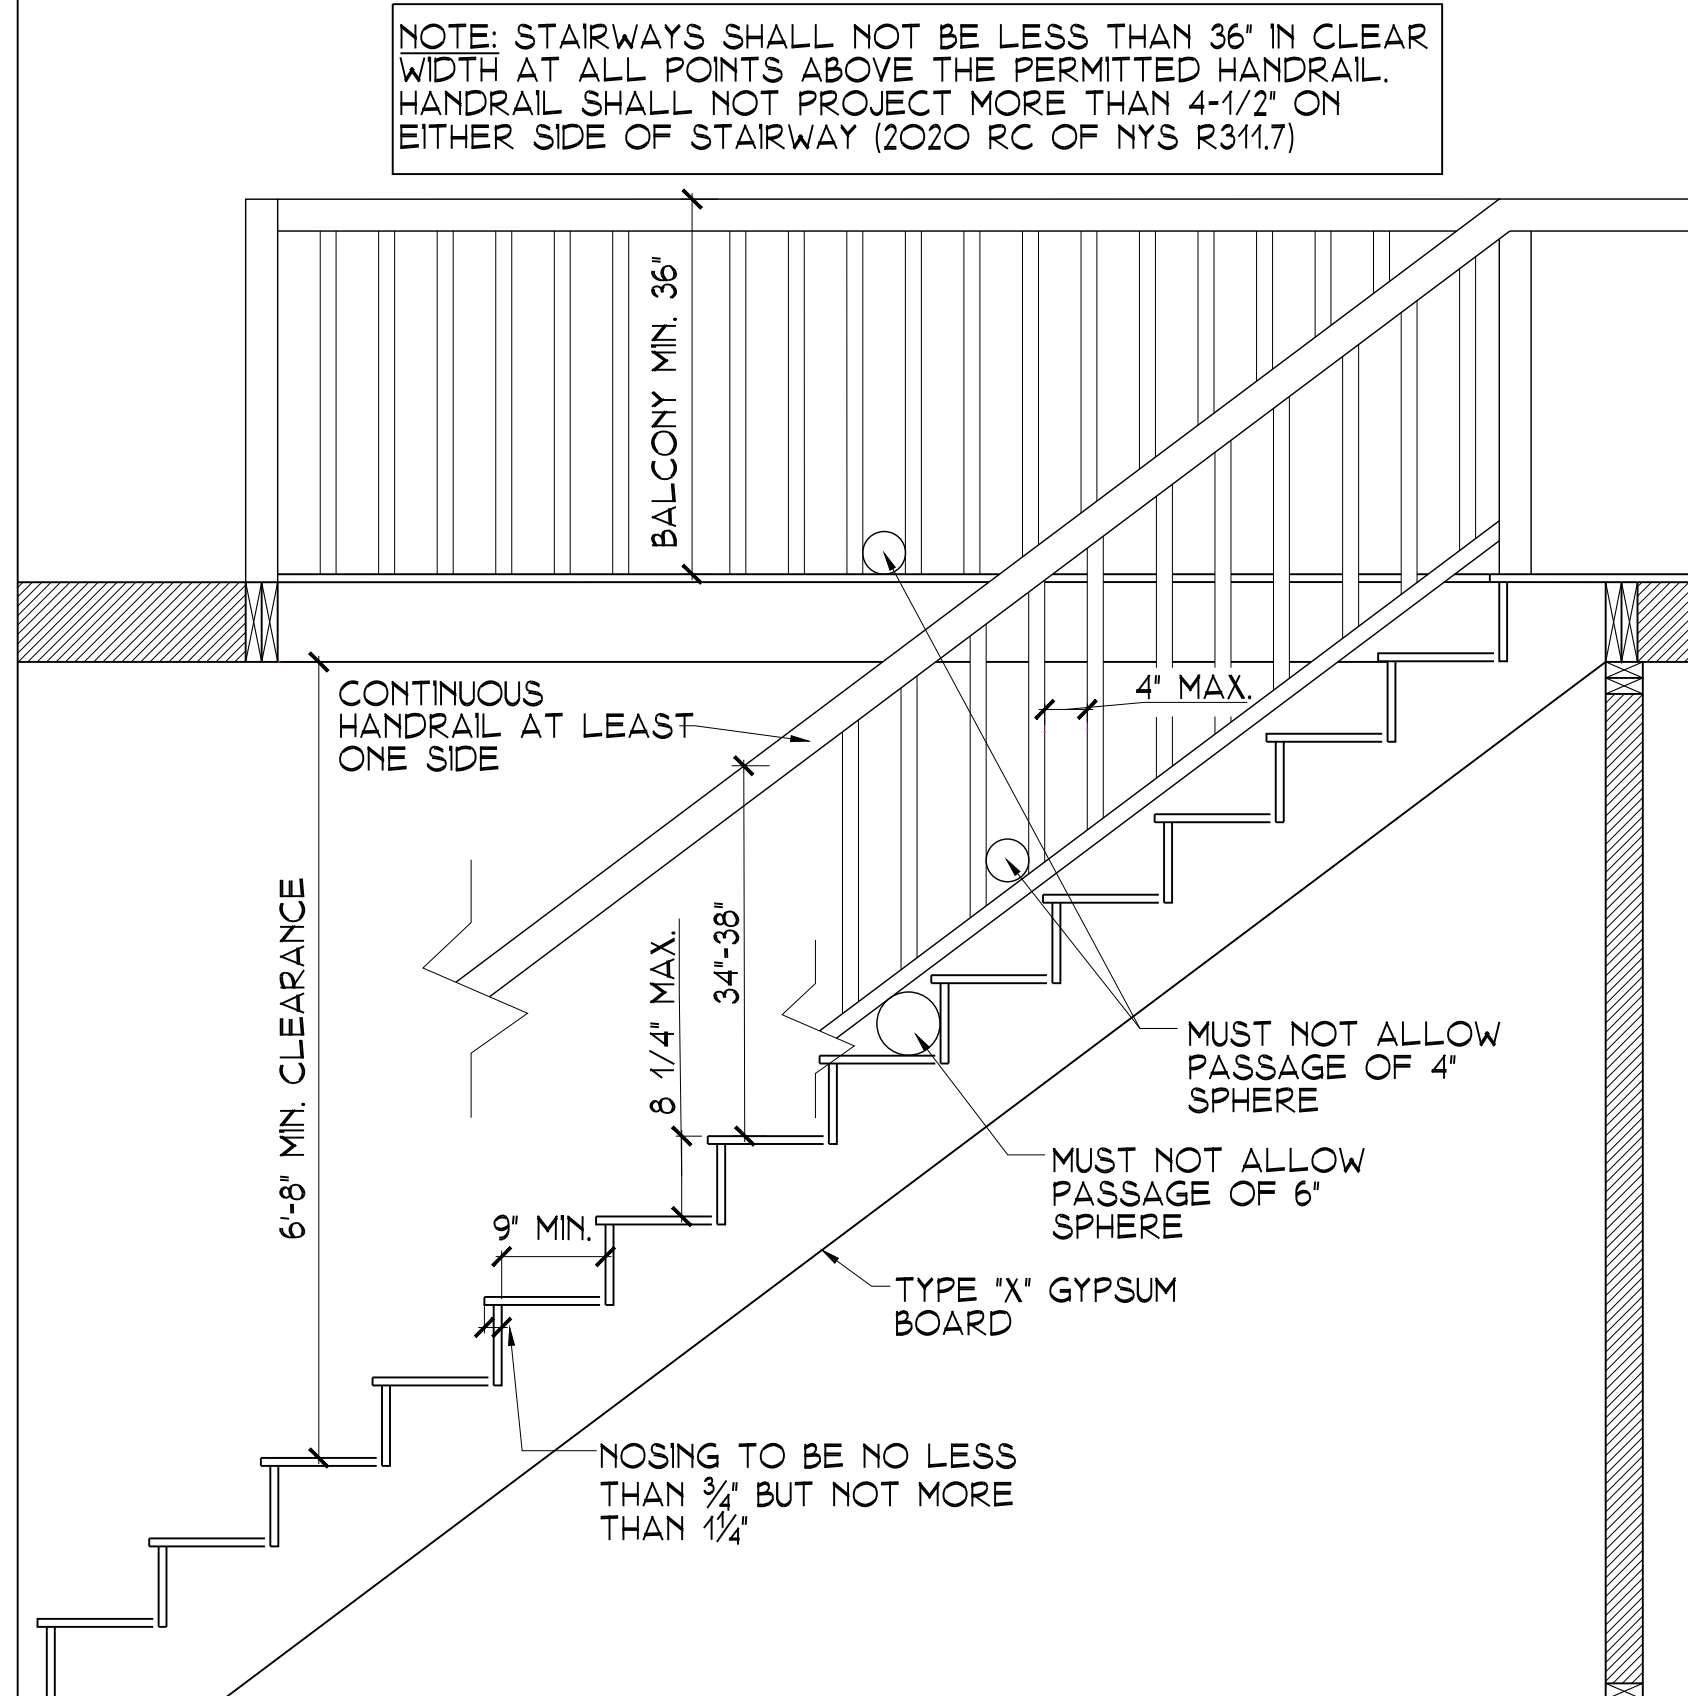 NOTE: STAIRWAYS SHALL NOT BE LESS THAN 36" IN CLEAR
WIDTH AT ALL POINTS ABOVE THE PERMITTED HANDRAIL.
HANDRAIL SHALL NOT PROJECT MORE THAN 4-1/2" ON
EITHER SIDE OF STAIRWAY (2020 RC OF NYS R311.7)
BALCONY MIN. 36"
CONTINUOUS
HANDRAIL AT LEAST
ONE SIDE
4" MAX.
6'-8" MIN. CLEARANCE
8 1/4" MAX.
34"-38"
MUST NOT ALLOW
PASSAGE OF 4"
SPHERE
MUST NOT ALLOW
PASSAGE OF 6"
SPHERE
9" MIN.
TYPE "X" GYPSUM
BOARD
NOSING TO BE NO LESS
THAN ¾" BUT NOT MORE
THAN 1¼"